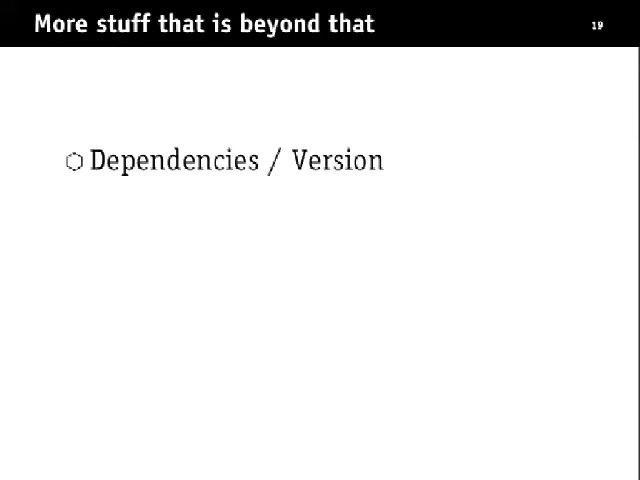 More stuff that is beyond that
19
Dependencies / Version